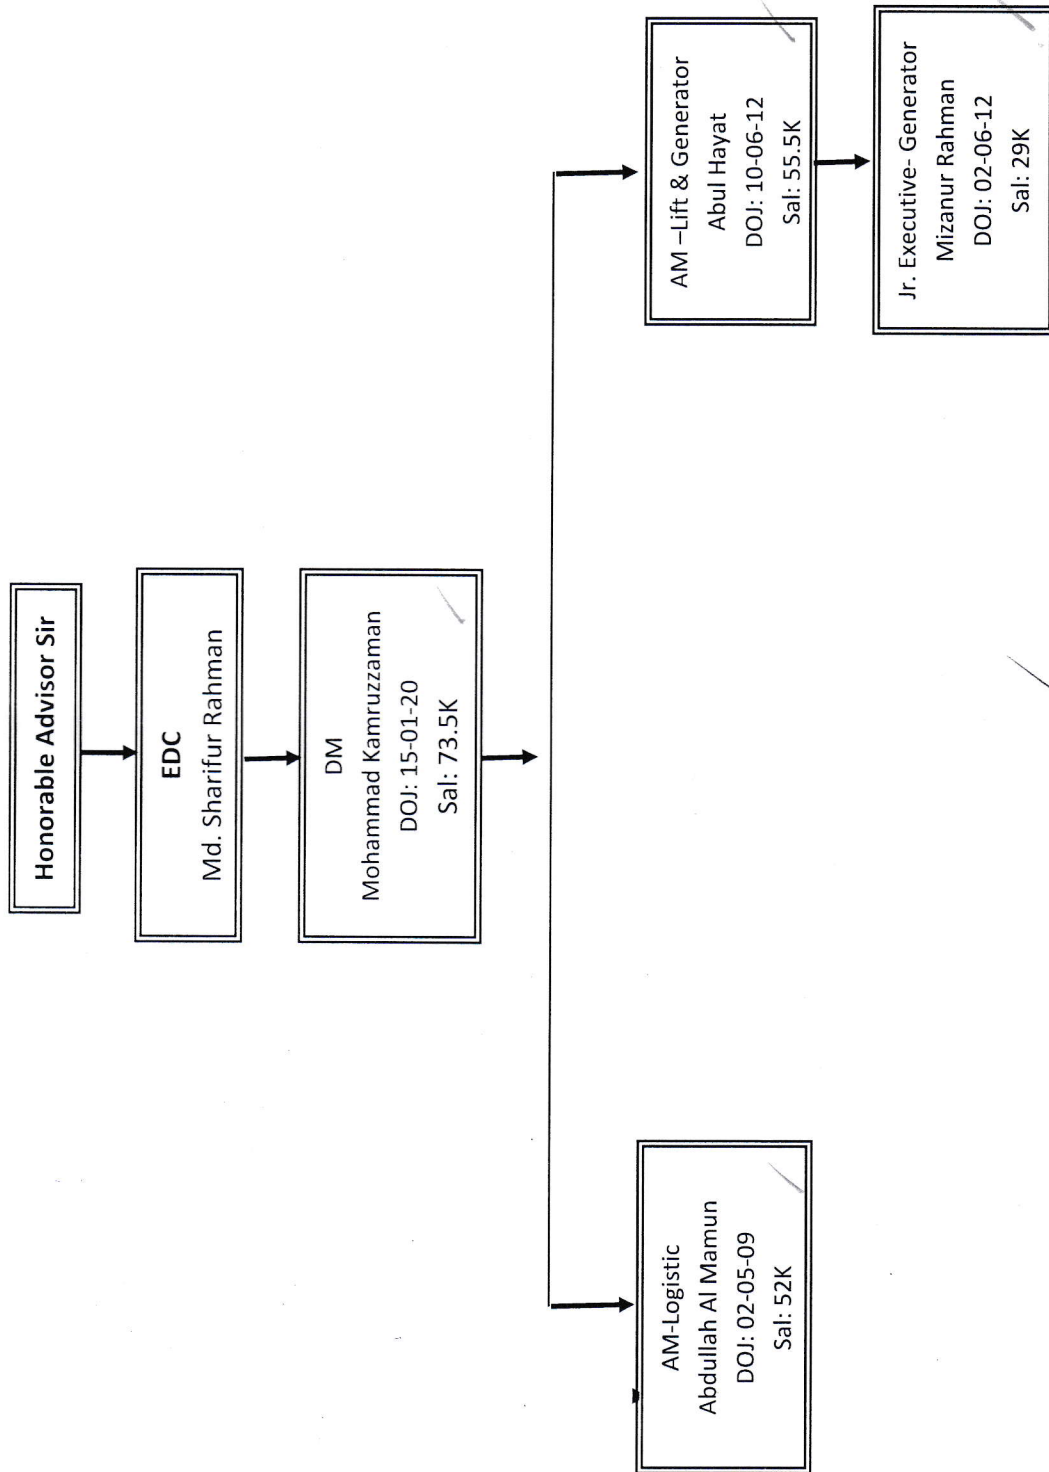 Honorable Advisor Sir
EDC
Md. Sharifur Rahman
DM
Mohammad Kamruzzaman
DOJ: 15-01-20
Sal: 73.5K
AM-Logistic
Abdullah Al Mamun
DOJ: 02-05-09
Sal: 52K
AM –Lift & Generator
Abul Hayat
DOJ: 10-06-12
Sal: 55.5K
Jr. Executive- Generator
Mizanur Rahman
DOJ: 02-06-12
Sal: 29K